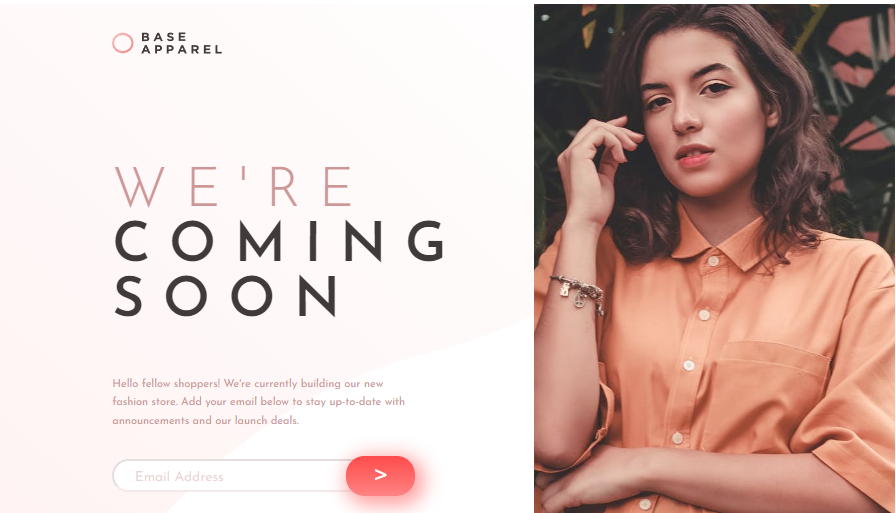 BASE
APPAREL
WE'RE
COMING
SOON
Hello fellow shoppers! We're currently building our new
fashion store. Add your email below to stay up-to-date with
announcements and our launch deals.
Email Address
>